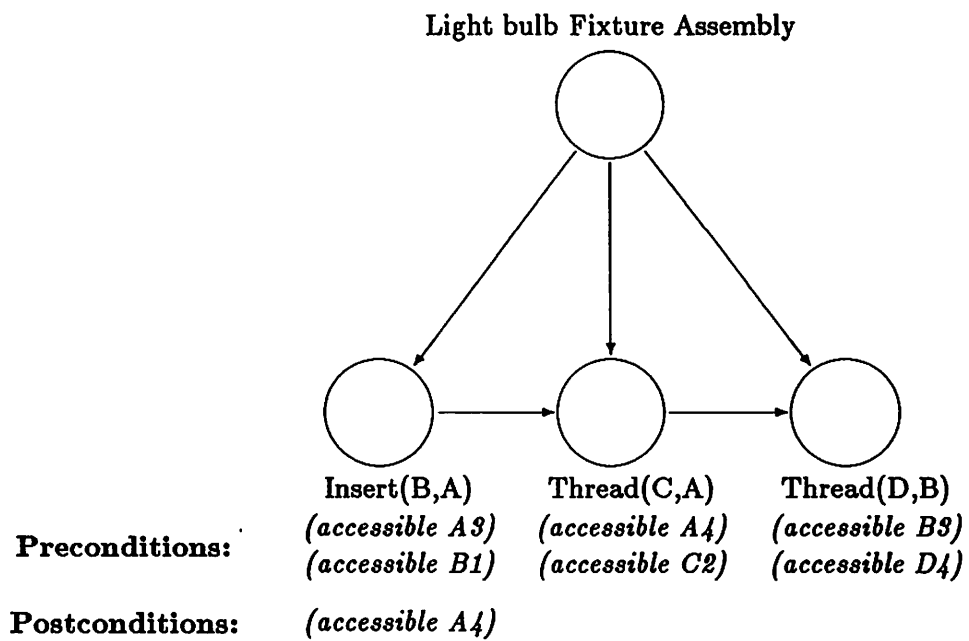 Light bulb Fixture Assembly
Insert(B,A) Thread(C,A) Thread(D,B)
Preconditions: (accessible A3) (accessible A4) (accessible B3)
(accessible B1) (accessible C2) (accessible D4)
Postconditions: (accessible A4)